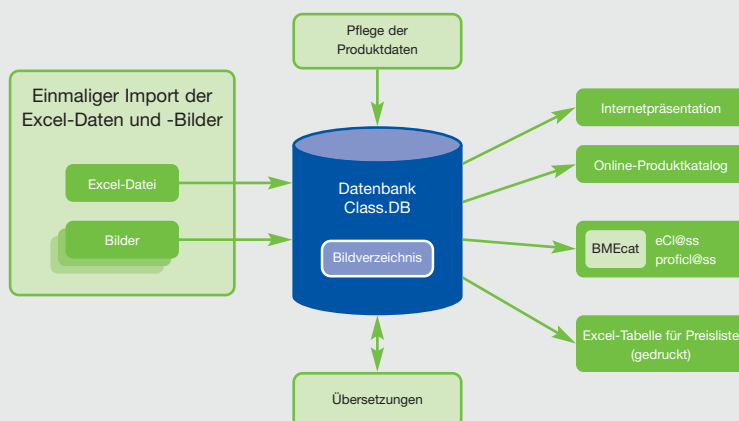 Pflege der
Produktdaten
Einmaliger Import der
Excel-Daten und -Bilder
Excel-Datei
Bilder
Datenbank
Class.DB
Bildverzeichnis
Internetpräsentation
Online-Produktkatalog
BMEcat
eCl@ss
proficl@ss
Excel-Tabelle für Preisliste
(gedruckt)
Übersetzungen